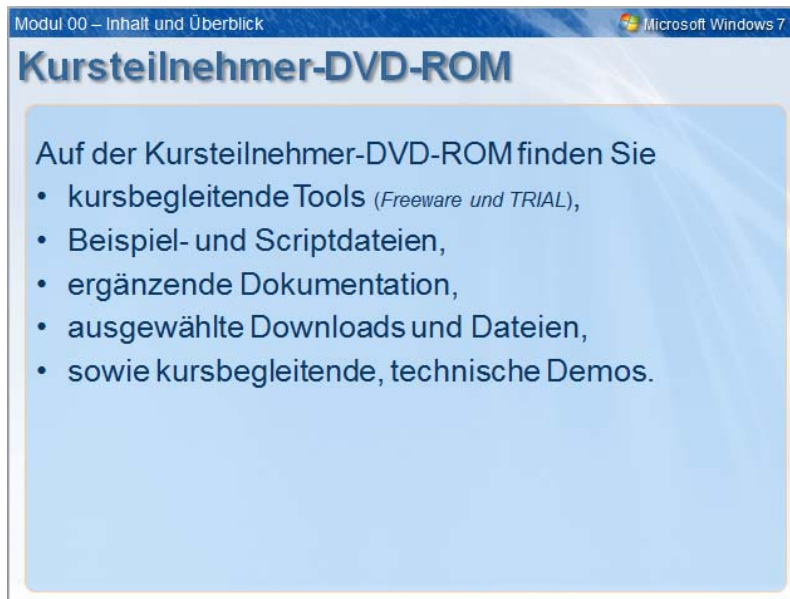 Modul 00 – Inhalt und Überblick
Microsoft Windows 7
Kursteilnehmer-DVD-ROM
Auf der Kursteilnehmer-DVD-ROM finden Sie
• kursbegleitende Tools (Freeware und TRIAL),
• Beispiel- und Scriptdateien,
• ergänzende Dokumentation,
• ausgewählte Downloads und Dateien,
• sowie kursbegleitende, technische Demos.